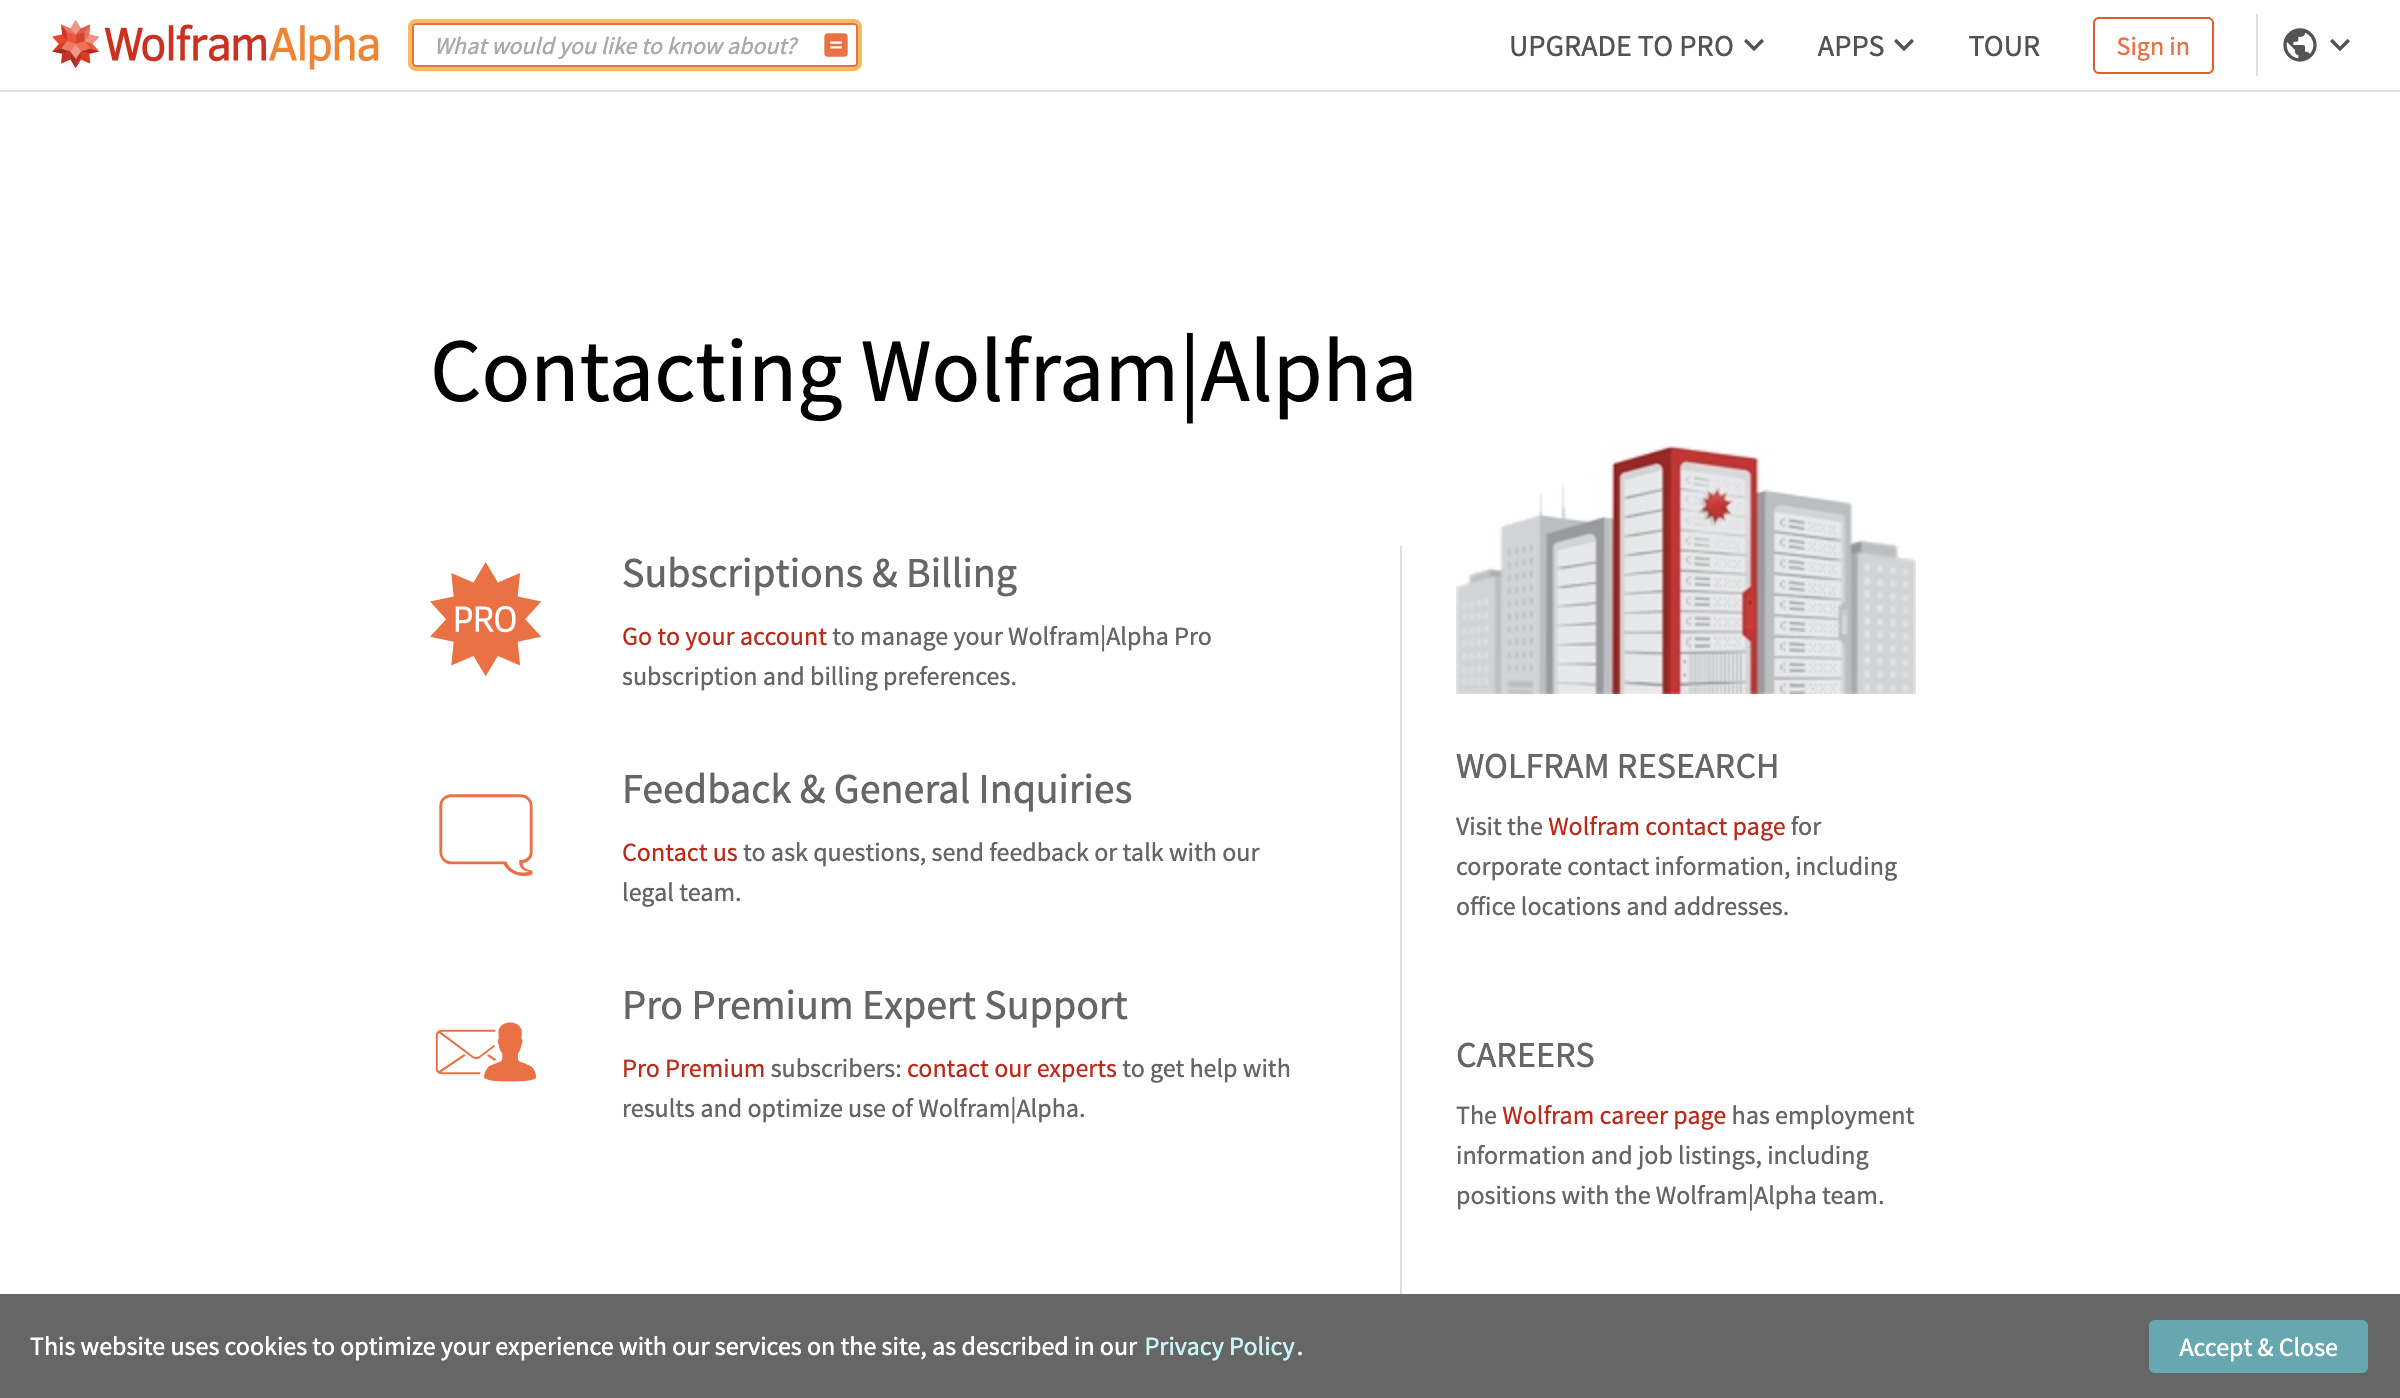 WolframAlpha
What would you like to know about?
UPGRADE TO PRO
APPS
TOUR
Sign in
Contacting Wolfram|Alpha
PRO
Subscriptions & Billing
Go to your account to manage your Wolfram|Alpha Pro
subscription and billing preferences.
Feedback & General Inquiries
Contact us to ask questions, send feedback or talk with our
legal team.
Pro Premium Expert Support
Pro Premium subscribers: contact our experts to get help with
results and optimize use of Wolfram|Alpha.
WOLFRAM RESEARCH
Visit the Wolfram contact page for
corporate contact information, including
office locations and addresses.
CAREERS
The Wolfram career page has employment
information and job listings, including
positions with the Wolfram|Alpha team.
This website uses cookies to optimize your experience with our services on the site, as described in our Privacy Policy.
Accept & Close